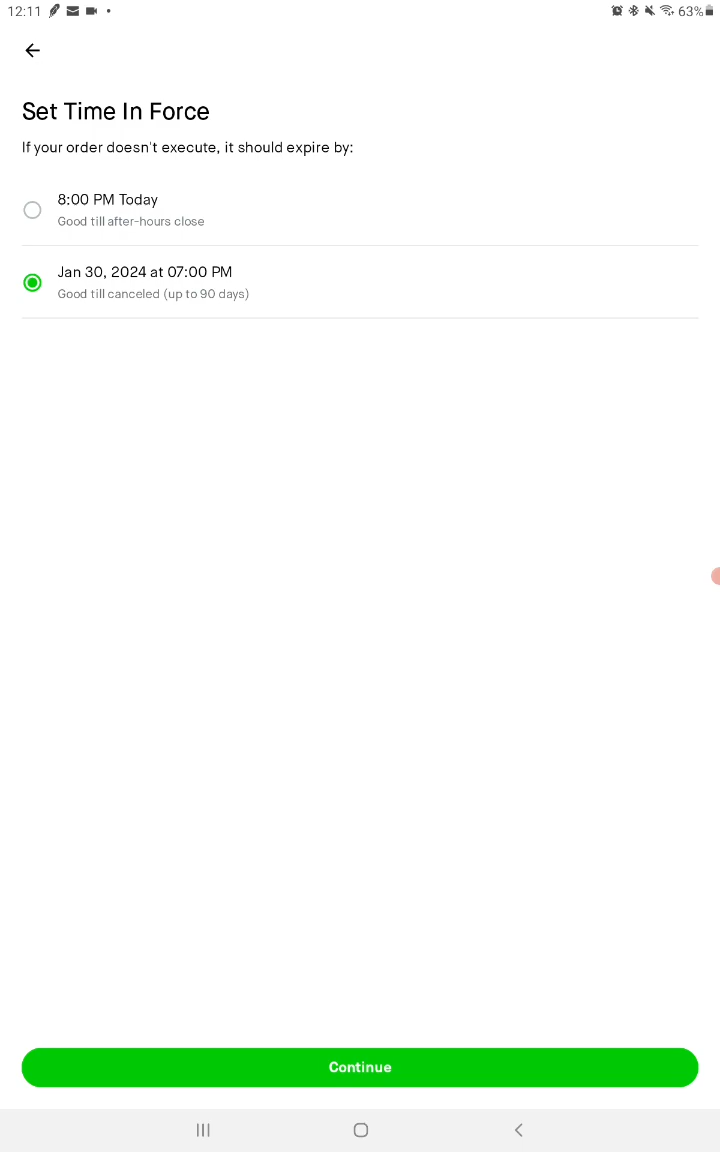 12:11
63%
Set Time In Force
If your order doesn't execute, it should expire by:
8:00 PM Today
Good till after-hours close
Jan 30, 2024 at 07:00 PM
Good till canceled (up to 90 days)
Continue